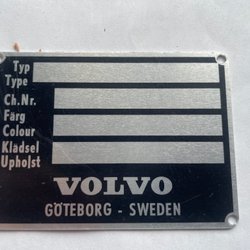 Typ
Type
Ch.Nr.
Färg
Colour
Klädsel
Upholst
VOLVO
GÖTEBORG - SWEDEN